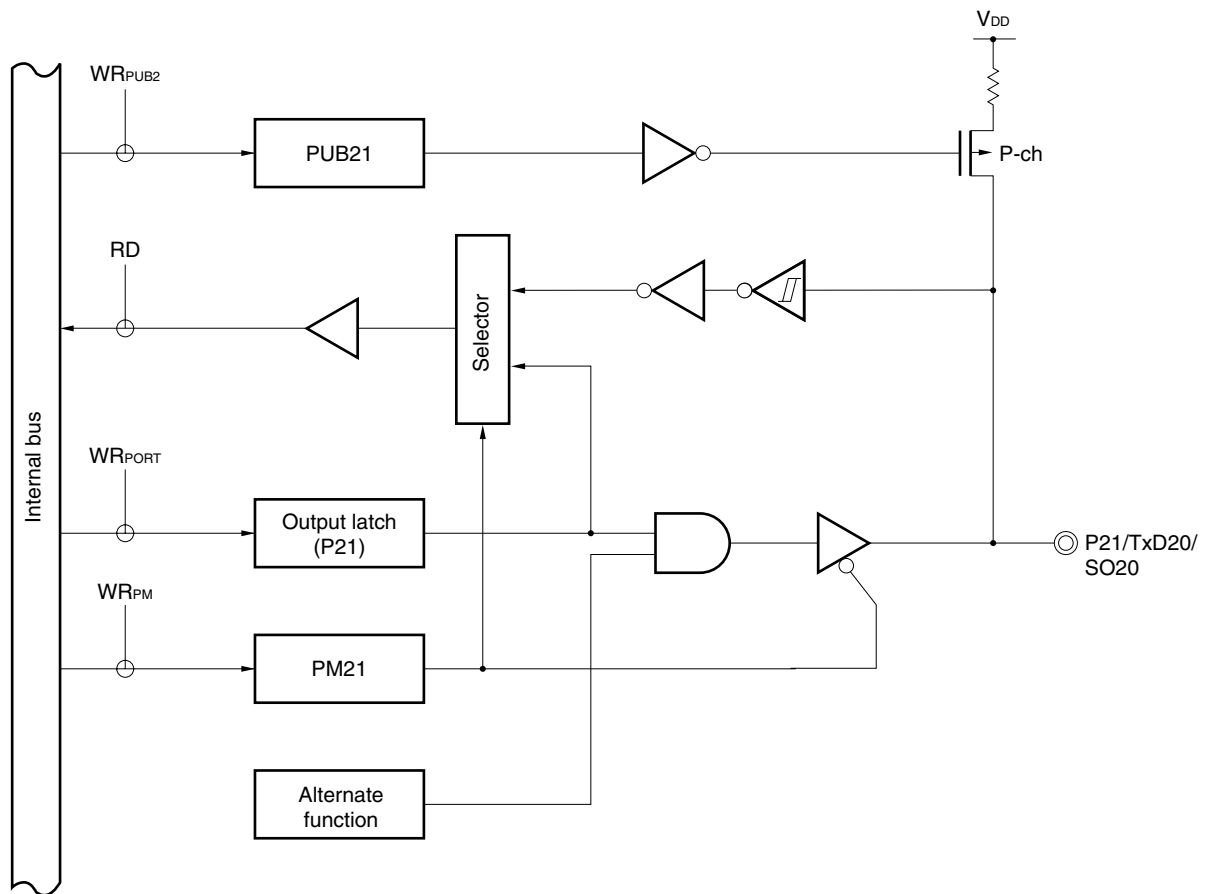 VDD
WRPUB2
PUB21
P-ch
RD
Selector
Internal bus
WRPORT
Output latch
(P21)
P21/TxD20/
SO20
WRPM
PM21
Alternate
function